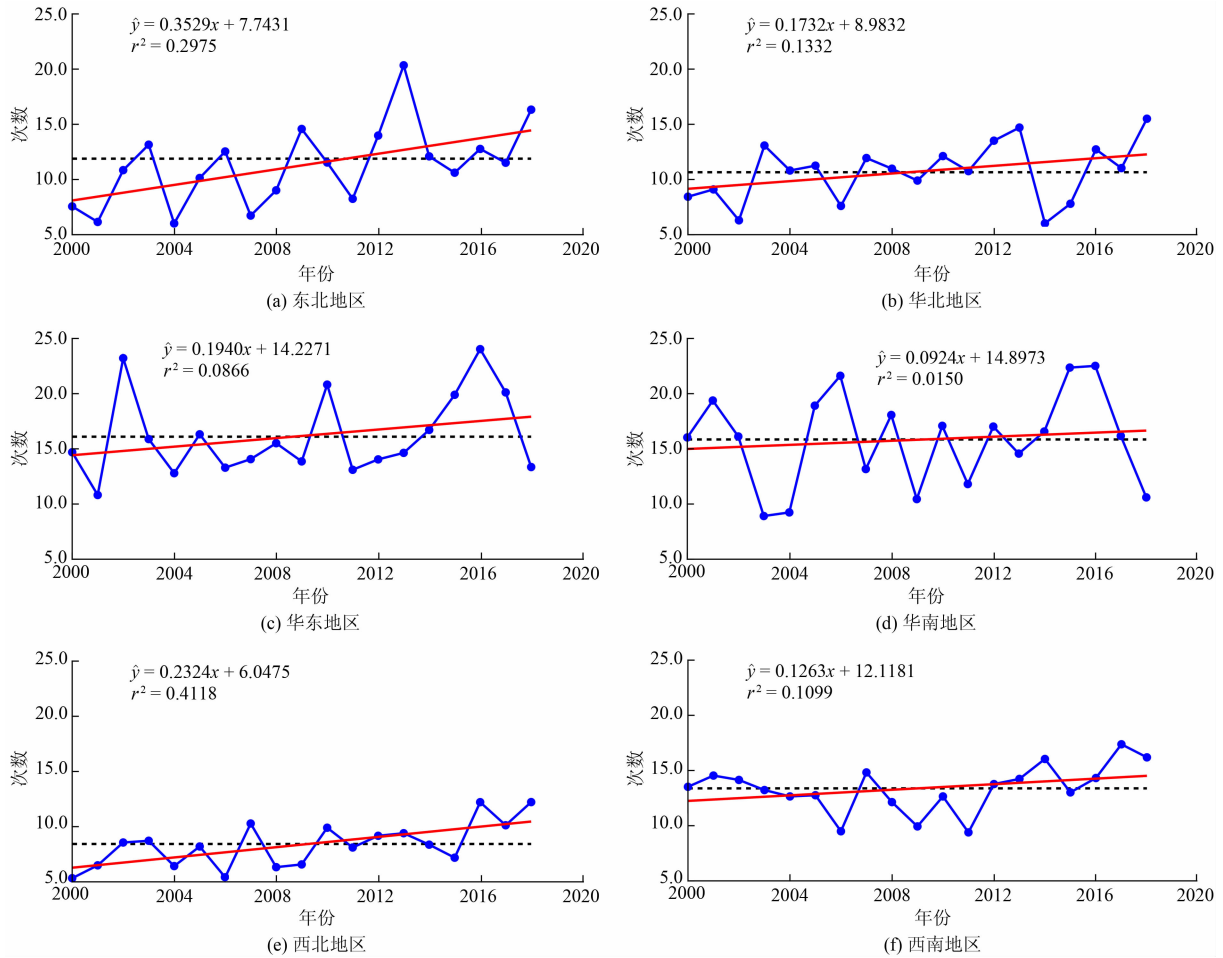 ŷ = 0.3529x + 7.7431
r² = 0.2975
25.0
20.0
15.0
10.0
5.0
次数
2000 2004 2008 2012 2016 2020
年份
(a) 东北地区
ŷ = 0.1732x + 8.9832
r² = 0.1332
25.0
20.0
15.0
10.0
5.0
次数
2000 2004 2008 2012 2016 2020
年份
(b) 华北地区
ŷ = 0.1940x + 14.2271
r² = 0.0866
25.0
20.0
15.0
10.0
5.0
次数
2000 2004 2008 2012 2016 2020
年份
(c) 华东地区
ŷ = 0.0924x + 14.8973
r² = 0.0150
25.0
20.0
15.0
10.0
5.0
次数
2000 2004 2008 2012 2016 2020
年份
(d) 华南地区
ŷ = 0.2324x + 6.0475
r² = 0.4118
25.0
20.0
15.0
10.0
5.0
次数
2000 2004 2008 2012 2016 2020
年份
(e) 西北地区
ŷ = 0.1263x + 12.1181
r² = 0.1099
25.0
20.0
15.0
10.0
5.0
次数
2000 2004 2008 2012 2016 2020
年份
(f) 西南地区